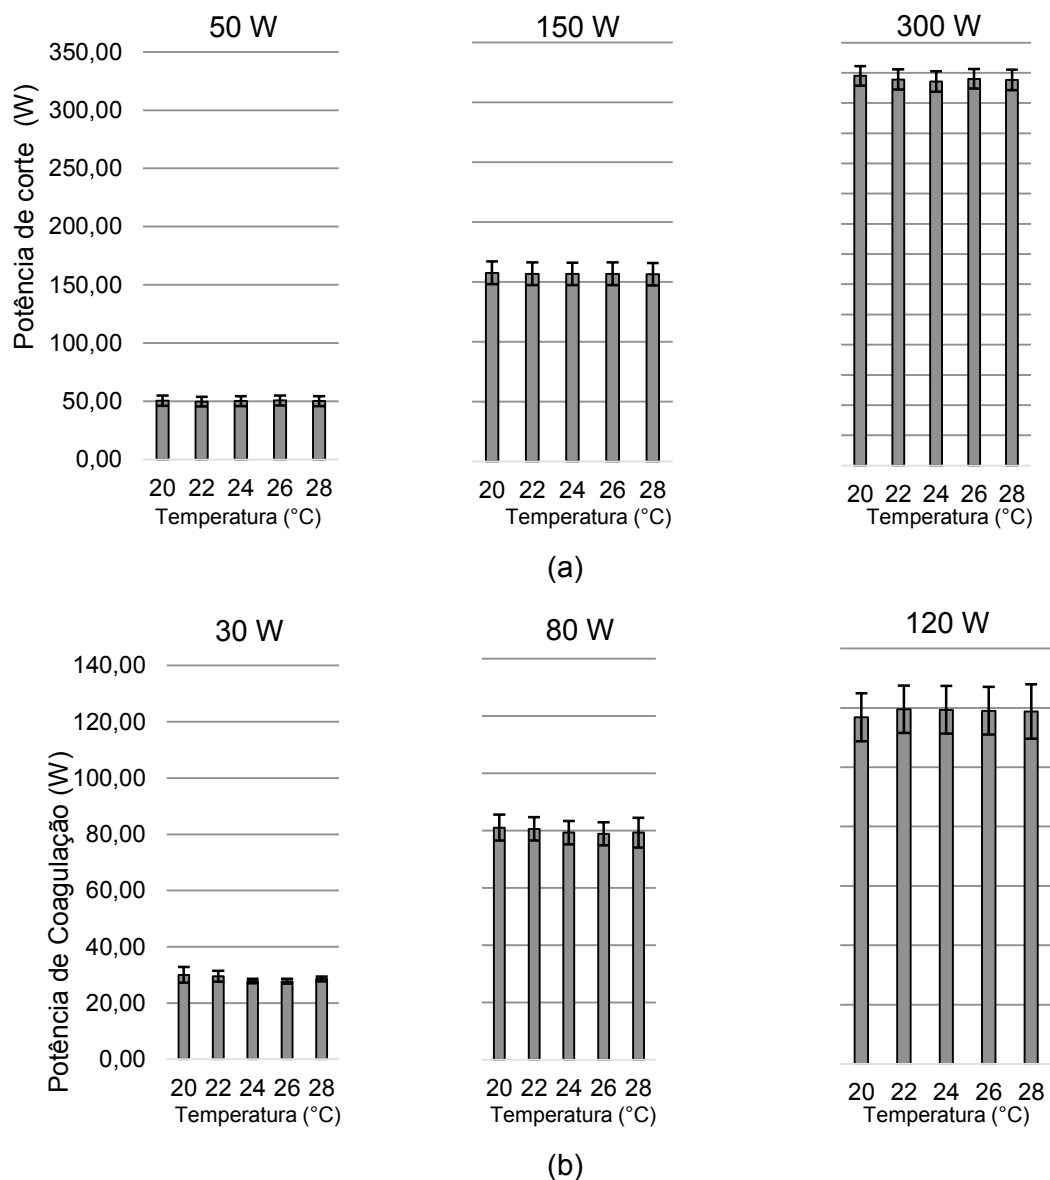 50 W
150 W
300 W
Potência de corte (W)
350,00
300,00
250,00
200,00
150,00
100,00
50,00
0,00
20 22 24 26 28
Temperatura (°C)
20 22 24 26 28
Temperatura (°C)
20 22 24 26 28
Temperatura (°C)
(a)
30 W
80 W
120 W
Potência de Coagulação (W)
140,00
120,00
100,00
80,00
60,00
40,00
20,00
0,00
20 22 24 26 28
Temperatura (°C)
20 22 24 26 28
Temperatura (°C)
20 22 24 26 28
Temperatura (°C)
(b)